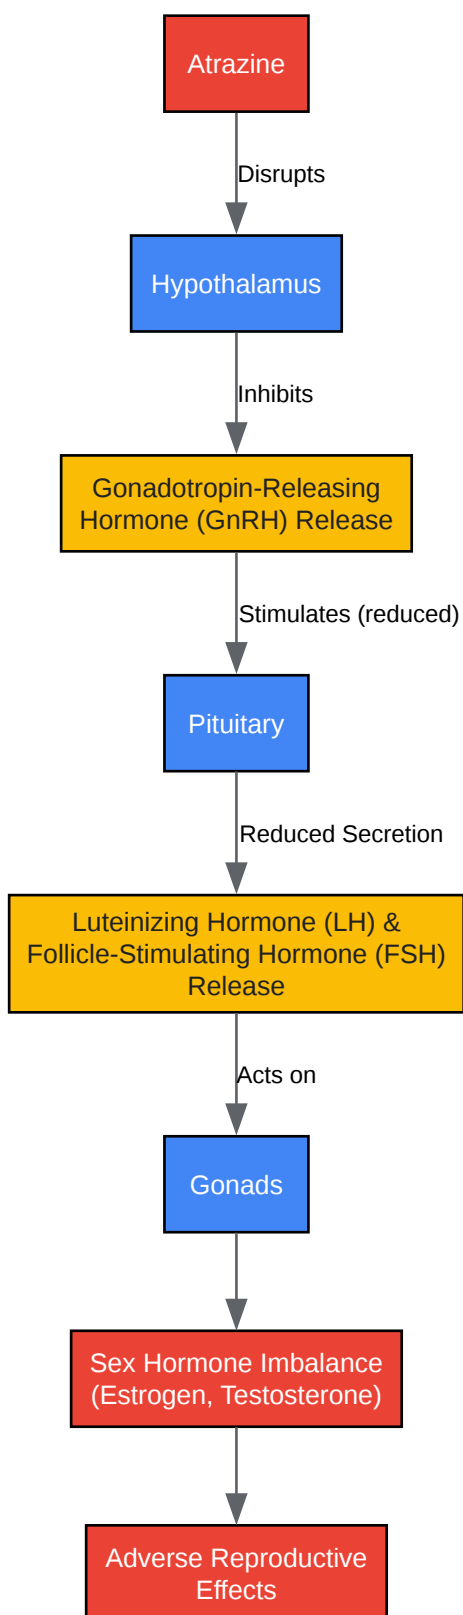 Atrazine
Disrupts
Hypothalamus
Inhibits
Gonadotropin-Releasing
Hormone (GnRH) Release
Stimulates (reduced)
Pituitary
Reduced Secretion
Luteinizing Hormone (LH) &
Follicle-Stimulating Hormone (FSH)
Release
Acts on
Gonads
Sex Hormone Imbalance
(Estrogen, Testosterone)
Adverse Reproductive
Effects